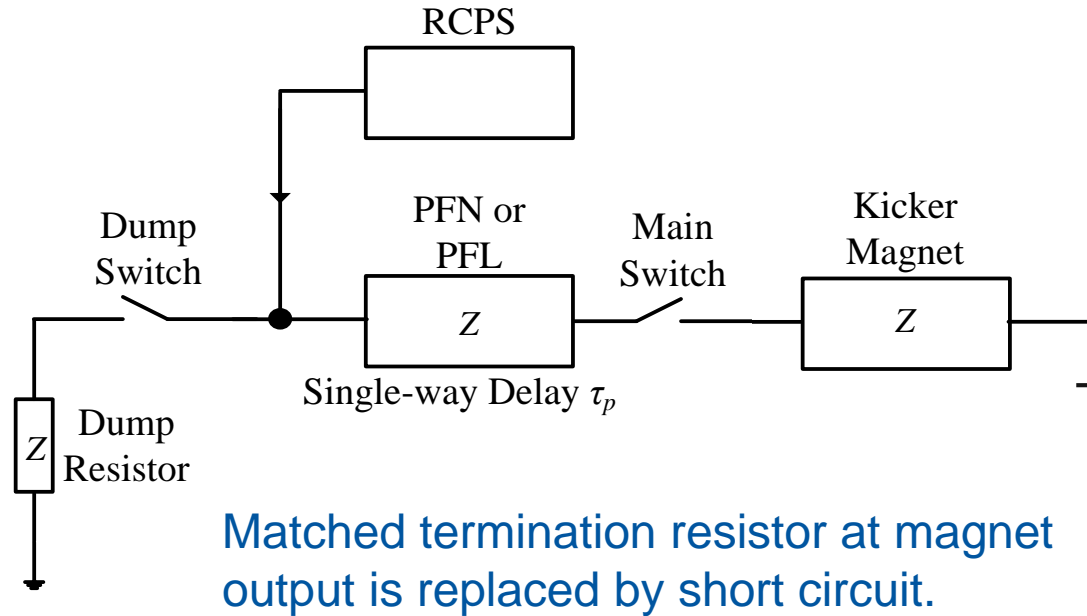 RCPS
Dump
Switch
PFN or
PFL
Main
Switch
Kicker
Magnet
Z
Z
Single-way Delay τp
Z
Dump
Resistor
Matched termination resistor at magnet
output is replaced by short circuit.